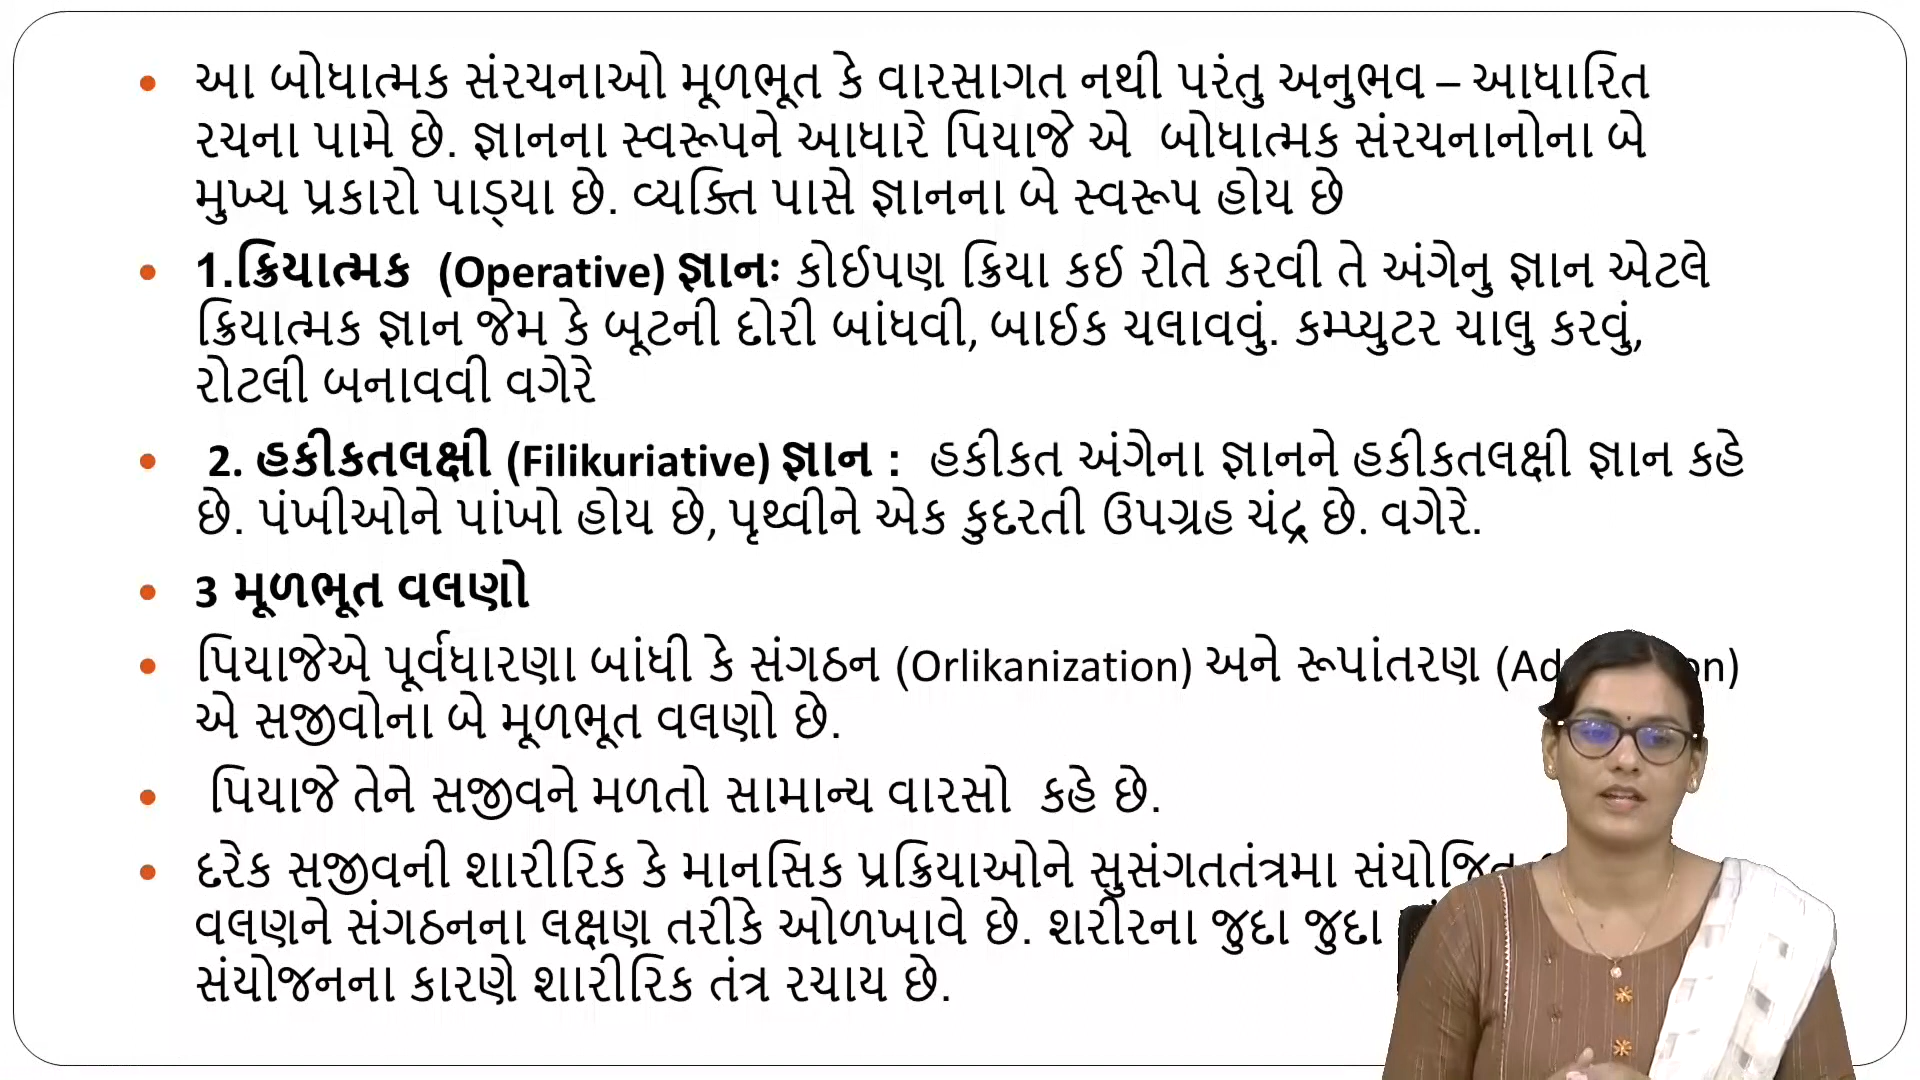 આ બોધાત્મક સંરચનાઓ મૂળભૂત કે વારસાગત નથી પરંતુ અનુભવ – આધારિત
રચના પામે છે. જ્ઞાનના સ્વરૂપને આધારે પિયાજે એ બોધાત્મક સંરચનાનોના બે
મુખ્ય પ્રકારો પાડ્યા છે. વ્યક્તિ પાસે જ્ઞાનના બે સ્વરૂપ હોય છે
1.ક્રિયાત્મક (Operative) જ્ઞાનઃ કોઈપણ ક્રિયા કઈ રીતે કરવી તે અંગેનુ જ્ઞાન એટલે
ક્રિયાત્મક જ્ઞાન જેમ કે બૂટની દોરી બાંધવી, બાઈક ચલાવવું. કમ્પ્યુટર ચાલુ કરવું,
રોટલી બનાવવી વગેરે
2. હકીકતલક્ષી (Filikuriative) જ્ઞાન : હકીકત અંગેના જ્ઞાનને હકીકતલક્ષી જ્ઞાન કહે
છે. પંખીઓને પાંખો હોય છે, પૃથ્વીને એક કુદરતી ઉપગ્રહ ચંદ્ર છે. વગેરે.
3 મૂળભૂત વલણો
પિયાજેએ પૂર્વધારણા બાંધી કે સંગઠન (Orlikanization) અને રૂપાંતરણ
એ સજીવોના બે મૂળભૂત વલણો છે.
પિયાજે તેને સજીવને મળતો સામાન્ય વારસો કહે છે.
દરેક સજીવની શારીરિક કે માનસિક પ્રક્રિયાઓને સુસંગતતંત્રમા
વલણને સંગઠનના લક્ષણ તરીકે ઓળખાવે છે. શરીરના જુદા જુદા
સંયોજનના કારણે શારીરિક તંત્ર રચાય છે.